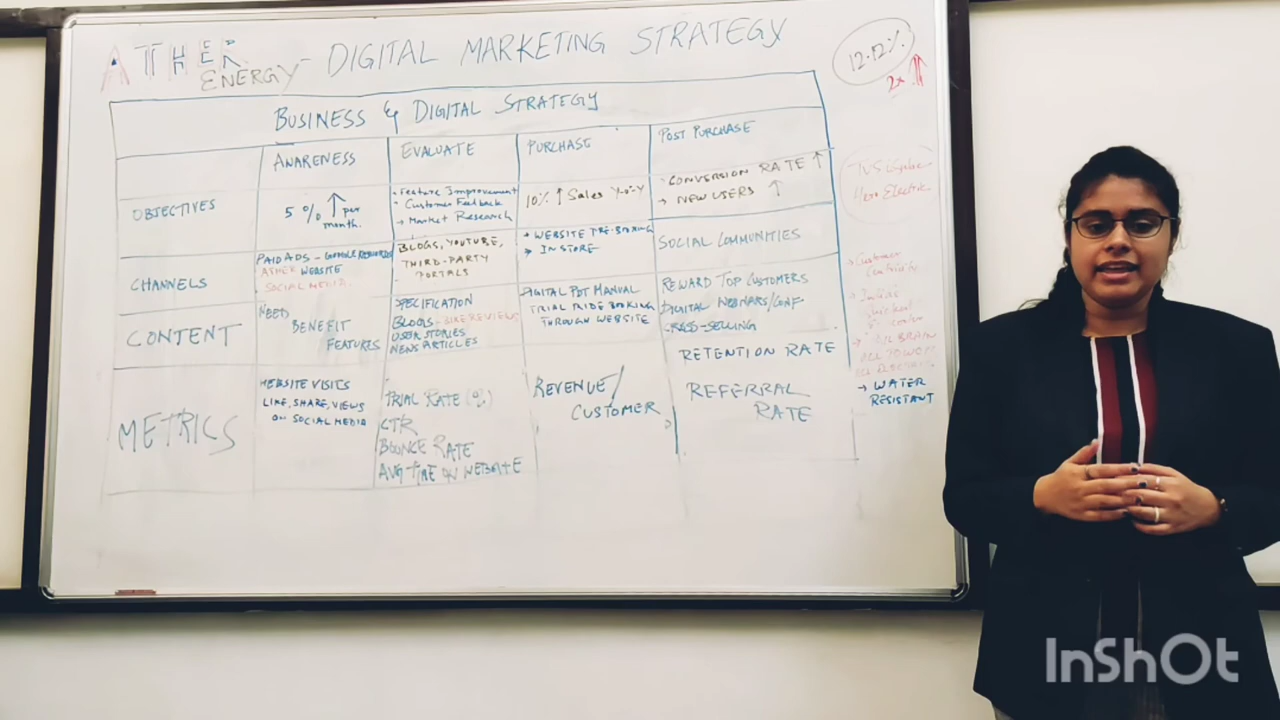 ATHER ENERGY - DIGITAL MARKETING STRATEGY
12.12%
2x ↑↑
BUSINESS & DIGITAL STRATEGY
AWARENESS
EVALUATE
PURCHASE
POST PURCHASE
OBJECTIVES
5% ↑ per
month.
Feature Improvement
Customer Feedback
→ Market Research
10% ↑ Sales Y-o-Y
CONVERSION RATE ↑
→ NEW USERS ↑
CHANNELS
PAID ADS - GOOGLE KEYWORDS
ATHER WEBSITE
SOCIAL MEDIA
BLOGS, YOUTUBE,
THIRD-PARTY
PORTALS
WEBSITE PRE-BOOKING
→ IN STORE
SOCIAL COMMUNITIES
CONTENT
NEED
BENEFIT
FEATURES
SPECIFICATION
BLOGS - LIKE REVIEWS
USER STORIES
NEWS ARTICLES
DIGITAL PDT MANUAL
TRIAL RIDE BOOKING
THROUGH WEBSITE
REWARD TOP CUSTOMERS
DIGITAL WEBINARS/CONF
CROSS-SELLING
METRICS
WEBSITE VISITS
LIKE, SHARE, VIEWS
ON SOCIAL MEDIA
TRIAL RATE (%)
CTR
BOUNCE RATE
AVG TIME ON WEBSITE
REVENUE/
CUSTOMER
RETENTION RATE
REFERRAL
RATE
TVS iQube
Hero Electric
→ WATER
RESISTANT
InShOt